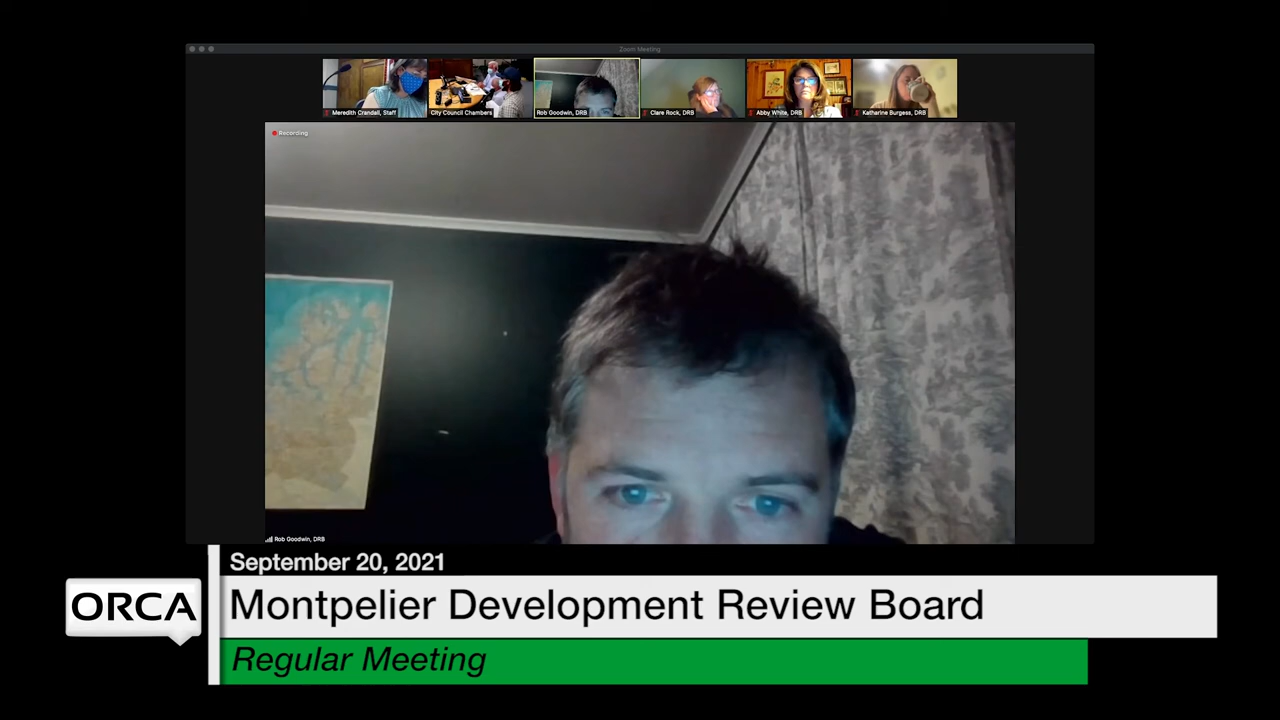 Zoom Meeting
Meredith Crandall, Staff
City Council Chambers
Rob Goodwin, DRB
Clare Rock, DRB
Abby White, DRB
Katharine Burgess, DRB
Recording
Rob Goodwin, DRB
September 20, 2021
ORCA
Montpelier Development Review Board
Regular Meeting